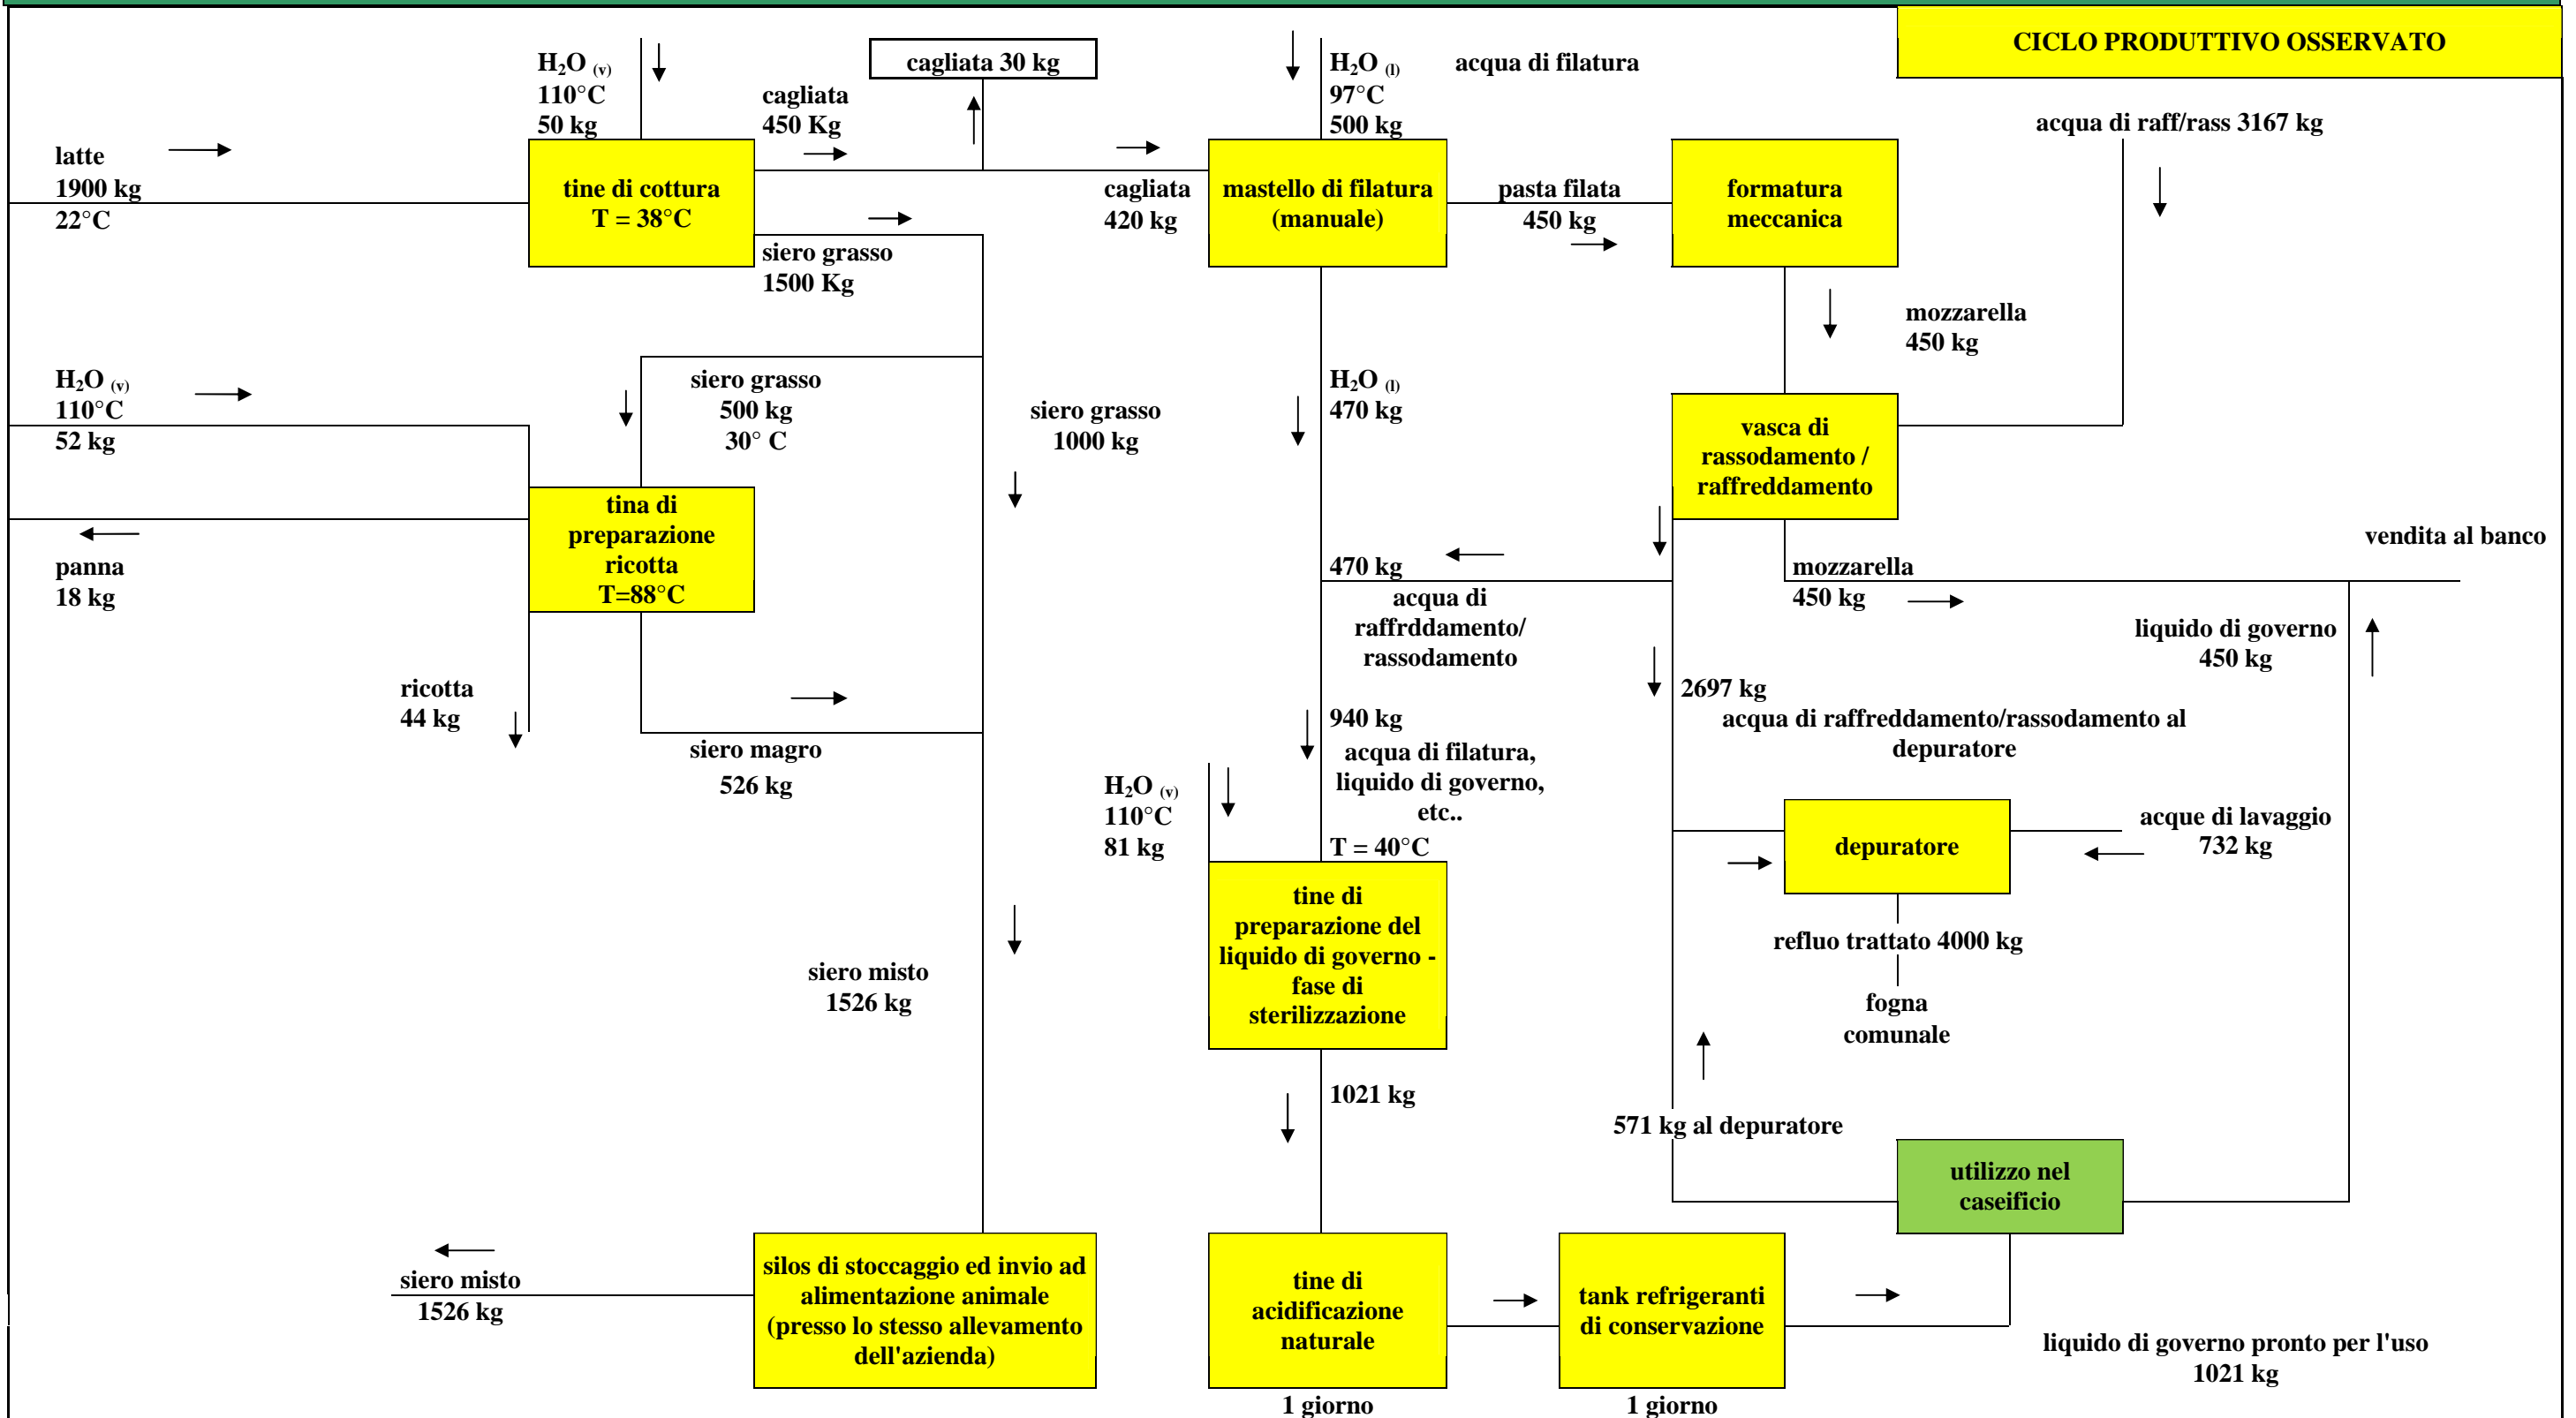 CICLO PRODUTTIVO OSSERVATO
H₂O (v)
110°C
50 kg
cagliata 30 kg
H₂O (l)
97°C
500 kg
acqua di filatura
cagliata
450 Kg
acqua di raff/rass 3167 kg
latte
1900 kg
22°C
tine di cottura
T = 38°C
cagliata
420 kg
mastello di filatura
(manuale)
pasta filata
450 kg
formatura
meccanica
siero grasso
1500 Kg
mozzarella
450 kg
H₂O (v)
110°C
52 kg
siero grasso
500 kg
30° C
siero grasso
1000 kg
H₂O (l)
470 kg
vasca di
rassodamento /
raffreddamento
tina di
preparazione
ricotta
T=88°C
panna
18 kg
vendita al banco
470 kg
acqua di
raffrddamento/
rassodamento
mozzarella
450 kg
liquido di governo
450 kg
ricotta
44 kg
2697 kg
acqua di raffreddamento/rassodamento al
depuratore
siero magro
526 kg
940 kg
acqua di filatura,
liquido di governo,
etc..
T = 40°C
H₂O (v)
110°C
81 kg
depuratore
acque di lavaggio
732 kg
tine di
preparazione del
liquido di governo -
fase di
sterilizzazione
refluo trattato 4000 kg
fogna
comunale
siero misto
1526 kg
1021 kg
571 kg al depuratore
utilizzo nel
caseificio
siero misto
1526 kg
silos di stoccaggio ed invio ad
alimentazione animale
(presso lo stesso allevamento
dell'azienda)
tine di
acidificazione
naturale
tank refrigeranti
di conservazione
liquido di governo pronto per l'uso
1021 kg
1 giorno
1 giorno